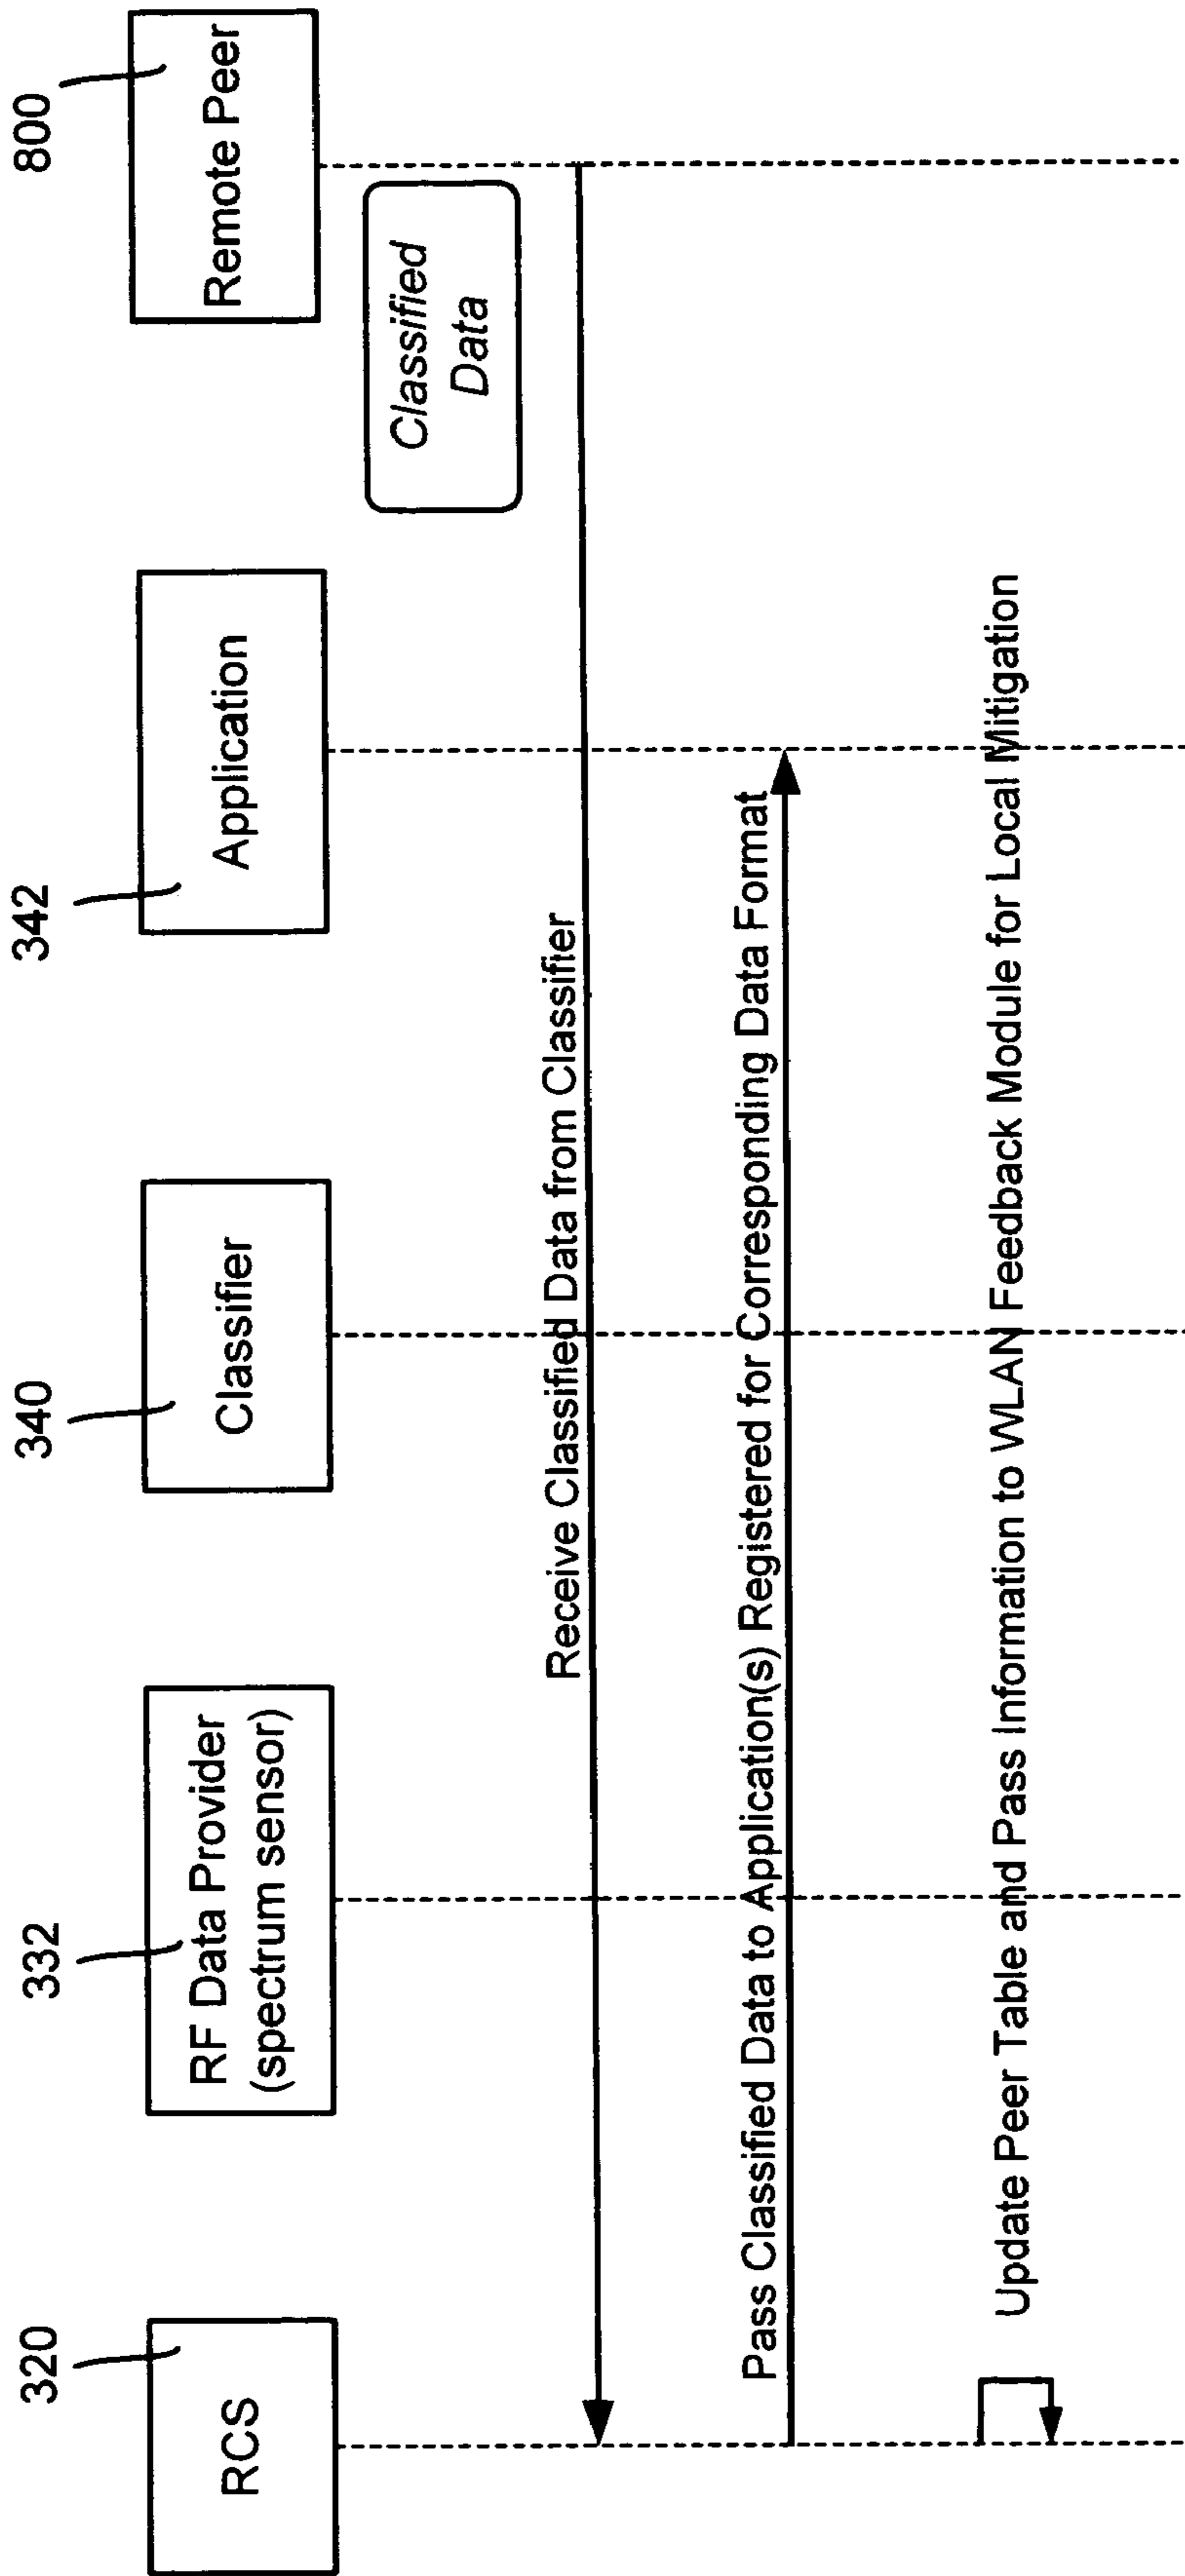 320
332
340
342
800
RCS
RF Data Provider
(spectrum sensor)
Classifier
Application
Remote Peer
Classified
Data
Receive Classified Data from Classifier
Pass Classified Data to Application(s) Registered for Corresponding Data Format
Update Peer Table and Pass Information to WLAN Feedback Module for Local Mitigation